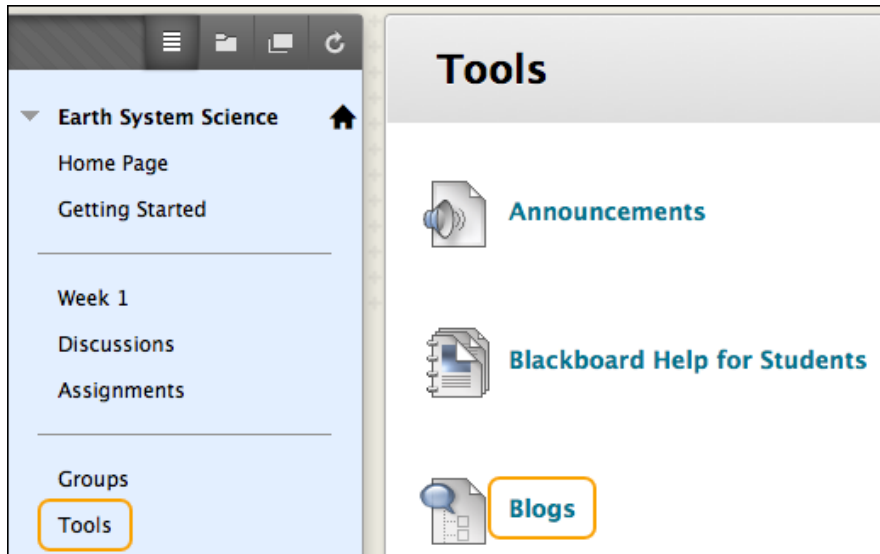 Earth System Science
Home Page
Getting Started
Week 1
Discussions
Assignments
Groups
Tools
Tools
Announcements
Blackboard Help for Students
Blogs